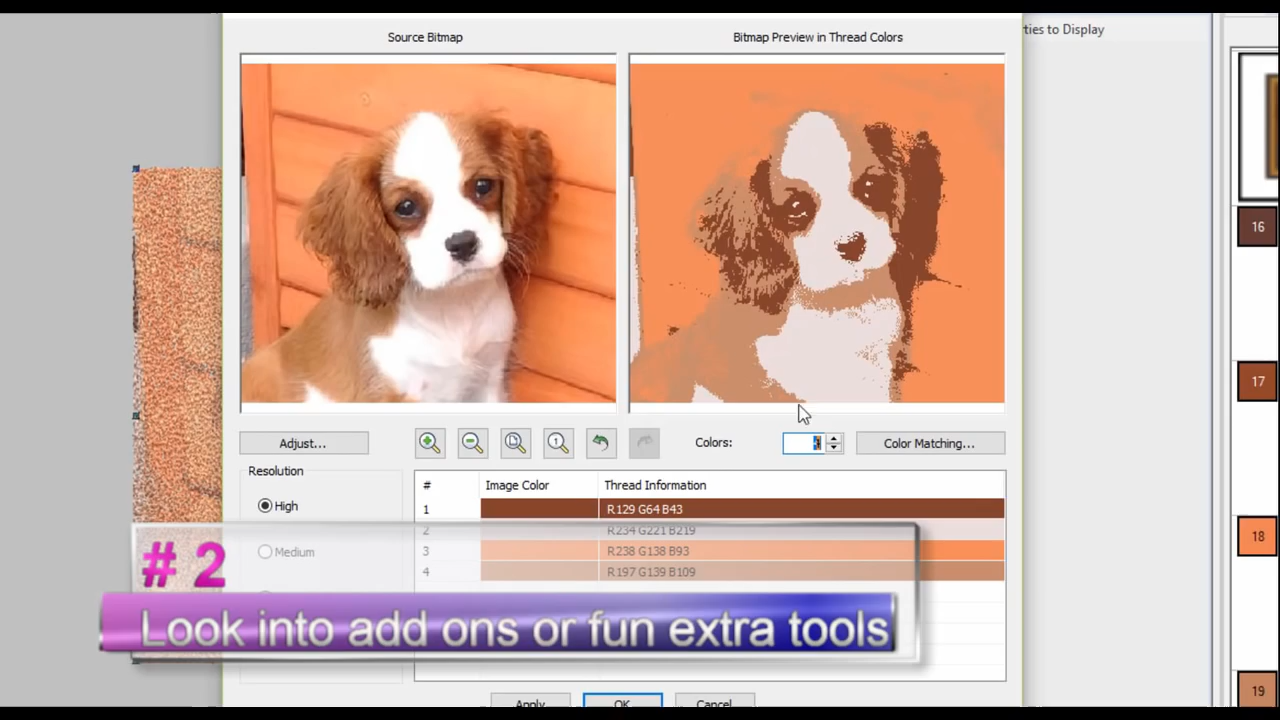 ties to Display
Source Bitmap
Bitmap Preview in Thread Colors
16
17
18
19
Adjust...
1
Colors:
4
Color Matching...
Resolution
High
Medium
# Image Color Thread Information
1 R129 G64 B43
2 R234 G221 B219
3 R238 G138 B93
4 R197 G139 B109
# 2
Look into add ons or fun extra tools
Apply OK Cancel